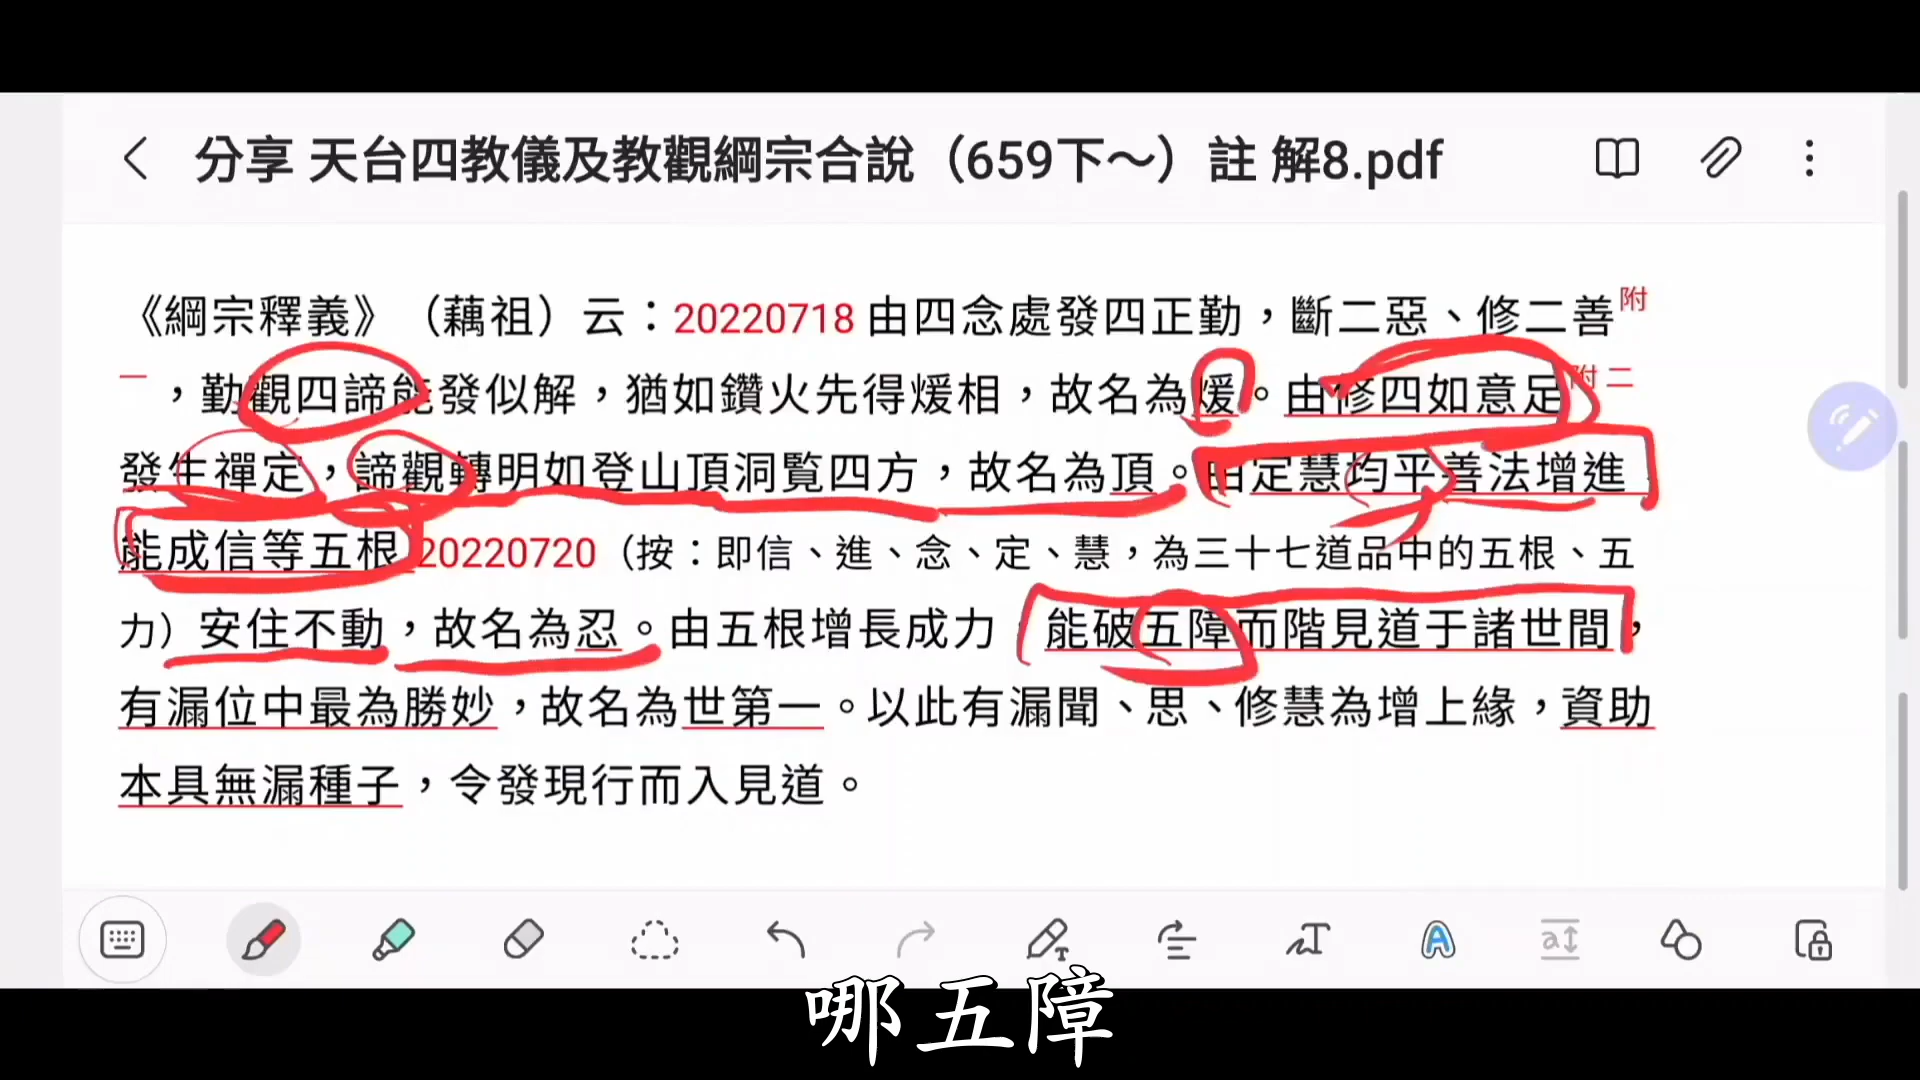 分享 天台四教儀及教觀綱宗合說（659下～）註 解8.pdf
《綱宗釋義》（藕祖）云：20220718 由四念處發四正勤，斷二惡、修二善附
一，勤觀四諦能發似解，猶如鑽火先得煖相，故名為煖。由修四如意足附二
發生禪定，諦觀轉明如登山頂洞覧四方，故名為頂。由定慧均平善法增進
能成信等五根 20220720（按：即信、進、念、定、慧，為三十七道品中的五根、五
力）安住不動，故名為忍。由五根增長成力，能破五障而階見道于諸世間，
有漏位中最為勝妙，故名為世第一。以此有漏聞、思、修慧為增上緣，資助
本具無漏種子，令發現行而入見道。
哪五障